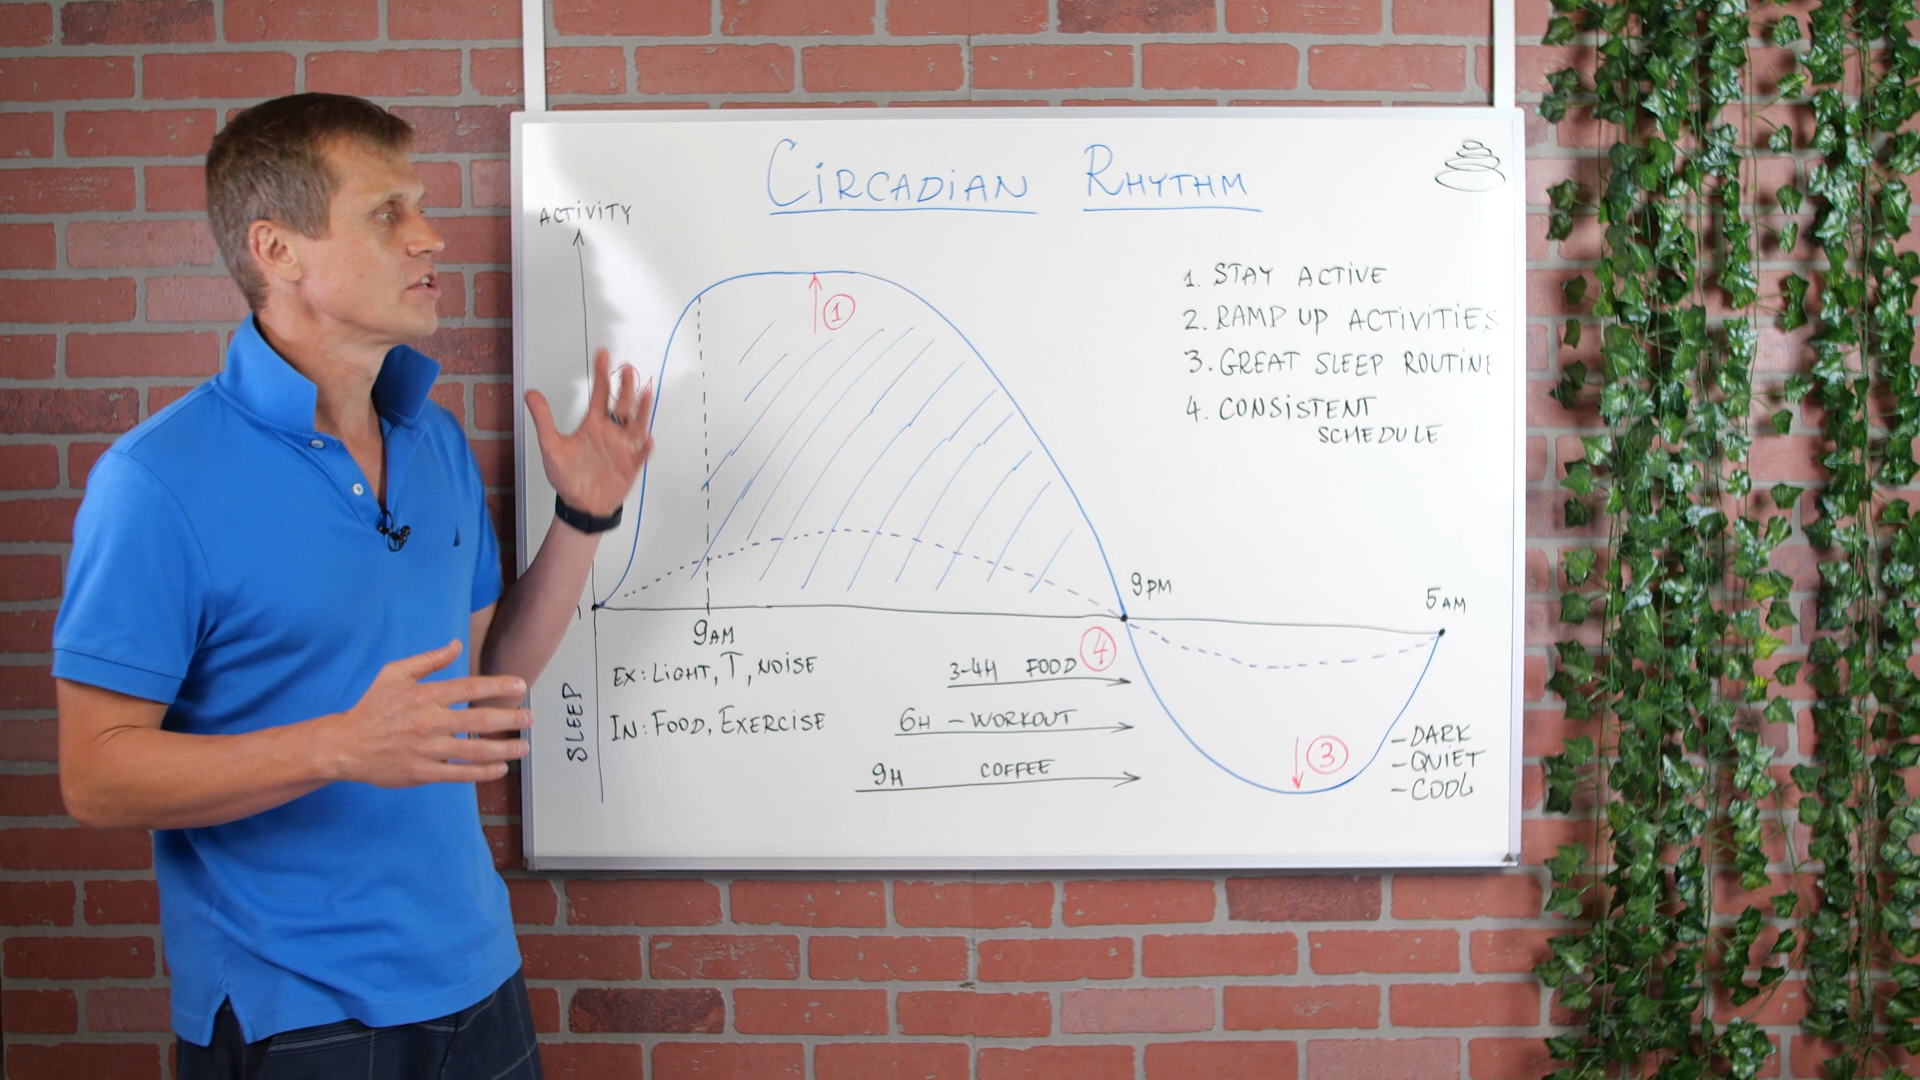 CIRCADIAN RHYTHM
ACTIVITY
1. STAY ACTIVE
2. RAMP UP ACTIVITIES
3. GREAT SLEEP ROUTINE
4. CONSISTENT
SCHEDULE
1
9PM
5AM
9AM
EX: LIGHT, T, NOISE
IN: FOOD, EXERCISE
SLEEP
3-4H FOOD
4
6H - WORKOUT
9H COFFEE
3
- DARK
- QUIET
- COOL